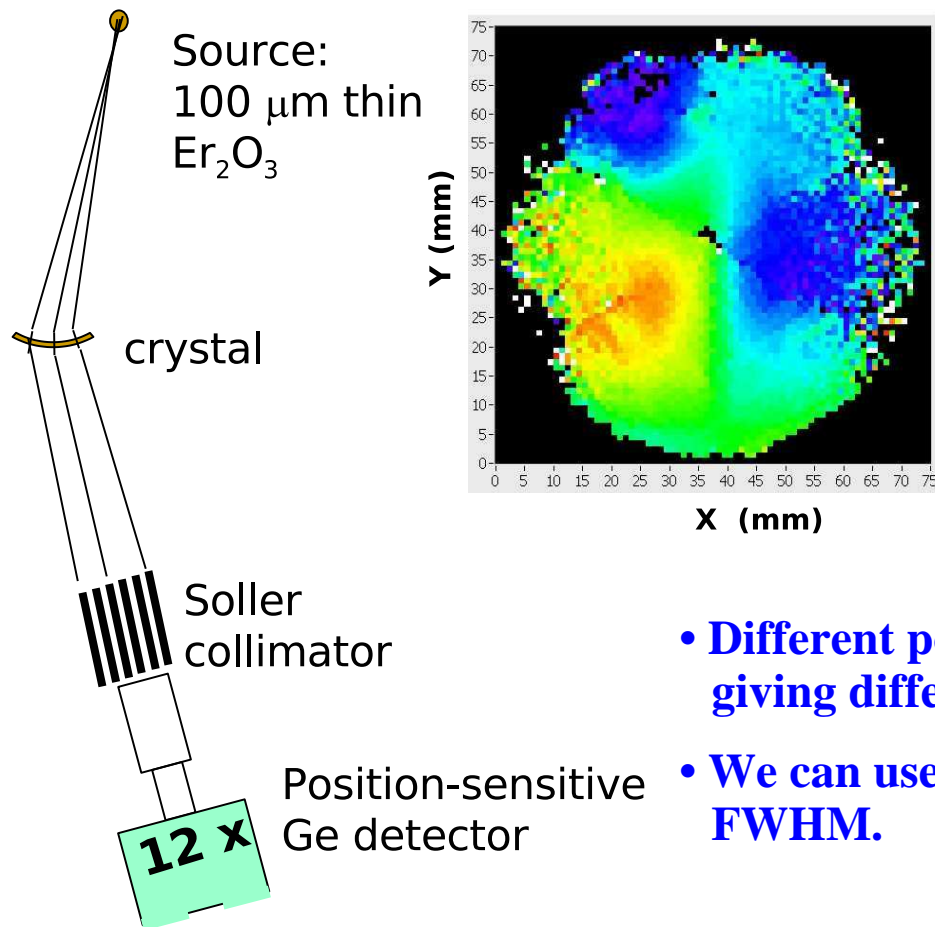 Source:
100 μm thin
Er₂O₃
crystal
Soller
collimator
Position-sensitive
Ge detector
12 x
75
70
65
60
55
50
45
40
35
30
25
20
15
10
5
0
Y (mm)
0 5 10 15 20 25 30 35 40 45 50 55 60 65 70 75
X (mm)
• Different
giving
• We can use
FWHM.